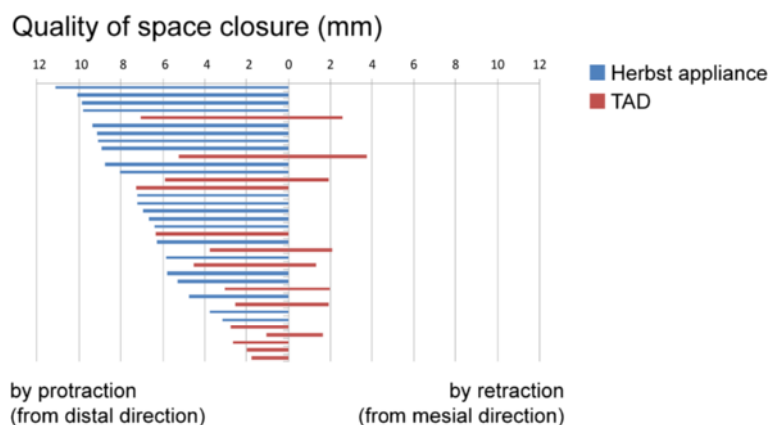 Quality of space closure (mm)
12 10 8 6 4 2 0 2 4 6 8 10 12
Herbst appliance
TAD
by protraction
(from distal direction)
by retraction
(from mesial direction)